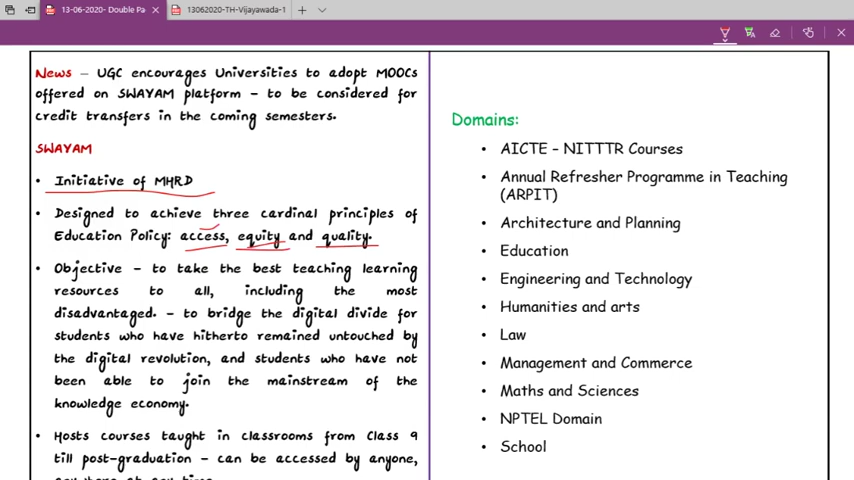 13-06-2020- Double Pa
13062020-TH-Vijayawada-1
News – UGC encourages Universities to adopt MOOCs
offered on SWAYAM platform – to be considered for
credit transfers in the coming semesters.
SWAYAM
• Initiative of MHRD
• Designed to achieve three cardinal principles of
Education Policy: access, equity and quality.
• Objective – to take the best teaching learning
resources to all, including the most
disadvantaged. – to bridge the digital divide for
students who have hitherto remained untouched by
the digital revolution, and students who have not
been able to join the mainstream of the
knowledge economy.
• Hosts courses taught in classrooms from Class 9
till post-graduation – can be accessed by anyone,
Domains:
• AICTE – NITTTR Courses
• Annual Refresher Programme in Teaching
(ARPIT)
• Architecture and Planning
• Education
• Engineering and Technology
• Humanities and arts
• Law
• Management and Commerce
• Maths and Sciences
• NPTEL Domain
• School